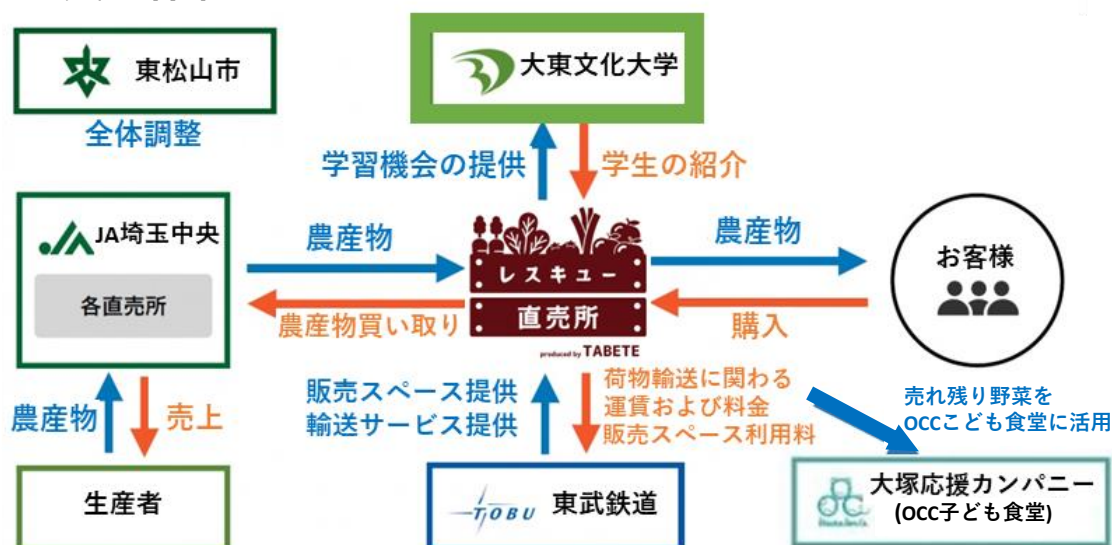 東松山市
全体調整
大東文化大学
学習機会の提供
学生の紹介
JA埼玉中央
各直売所
農産物
農産物買い取り
レスキュー
直売所
produced by TABETE
農産物
購入
お客様
農産物
売上
生産者
販売スペース提供
輸送サービス提供
荷物輸送に関わる
運賃および料金
販売スペース利用料
TOBU 東武鉄道
売れ残り野菜を
OCCこども食堂に活用
大塚応援カンパニー
(OCC子ども食堂)